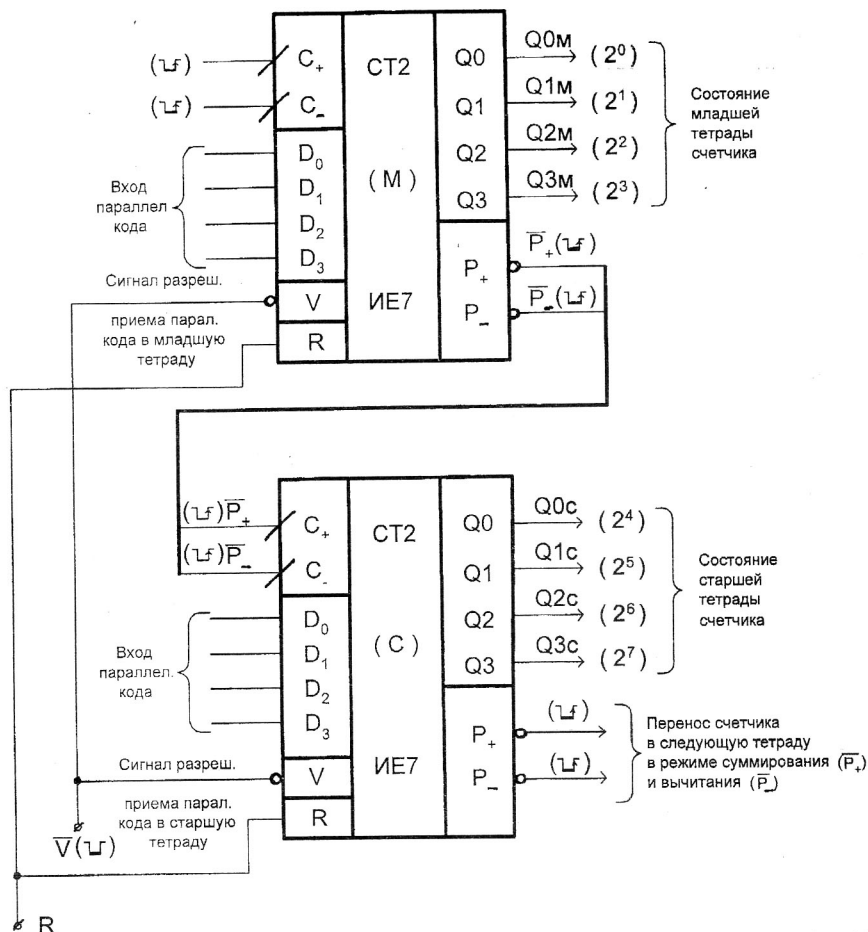 (⊔) C₊ СТ2 Q0 Q0м (2⁰)
(⊔) C₋ Q1 Q1м (2¹)
Состояние
младшей
тетрады
счетчика
D₀ Q2 Q2м (2²)
D₁ (М) Q3 Q3м (2³)
D₂
D₃
Вход
параллел
кода
P₊ P̅₊(⊔)
P₋ P̅₋(⊔)
Сигнал разреш.
V ИЕ7
приема парал.
кода в младшую
тетраду
R
(⊔)P̅₊ C₊ СТ2 Q0 Q0с (2⁴)
(⊔)P̅₋ C₋ Q1 Q1с (2⁵)
Состояние
старшей
тетрады
счетчика
D₀ Q2 Q2с (2⁶)
D₁ (С) Q3 Q3с (2⁷)
D₂
D₃
Вход
параллел.
кода
P₊ (⊔)
P₋ (⊔)
Перенос счетчика
в следующую тетраду
в режиме суммирования (P̅₊)
и вычитания (P̅₋)
Сигнал разреш.
V ИЕ7
приема парал.
кода в старшую
тетраду
R
V̅(⊔)
R